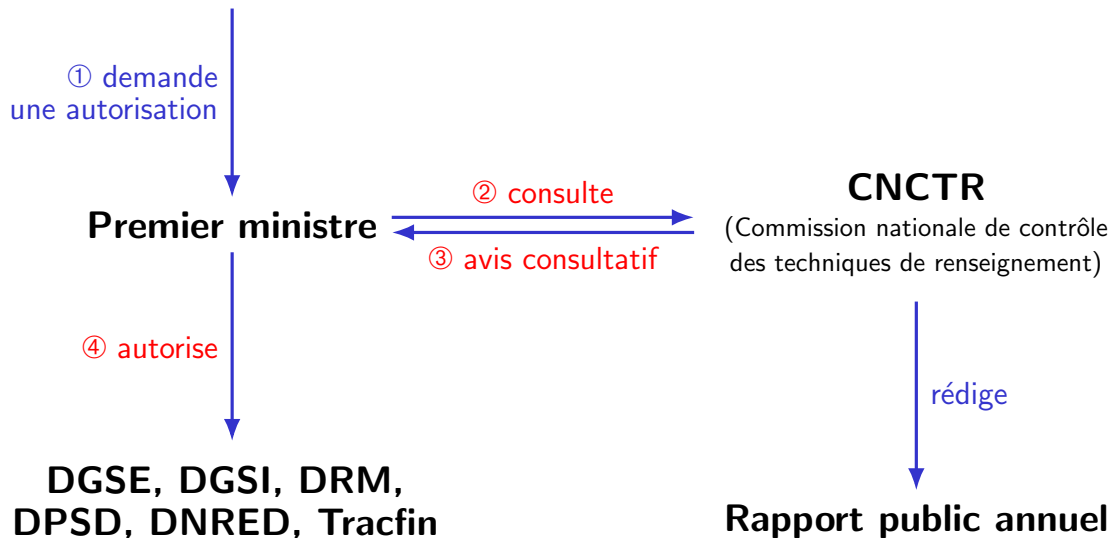 ① demande
une autorisation
Premier ministre
② consulte
③ avis consultatif
CNCTR
(Commission nationale de contrôle
des techniques de renseignement)
④ autorise
rédige
DGSE, DGSI, DRM,
DPSD, DNRED, Tracfin
Rapport public annuel